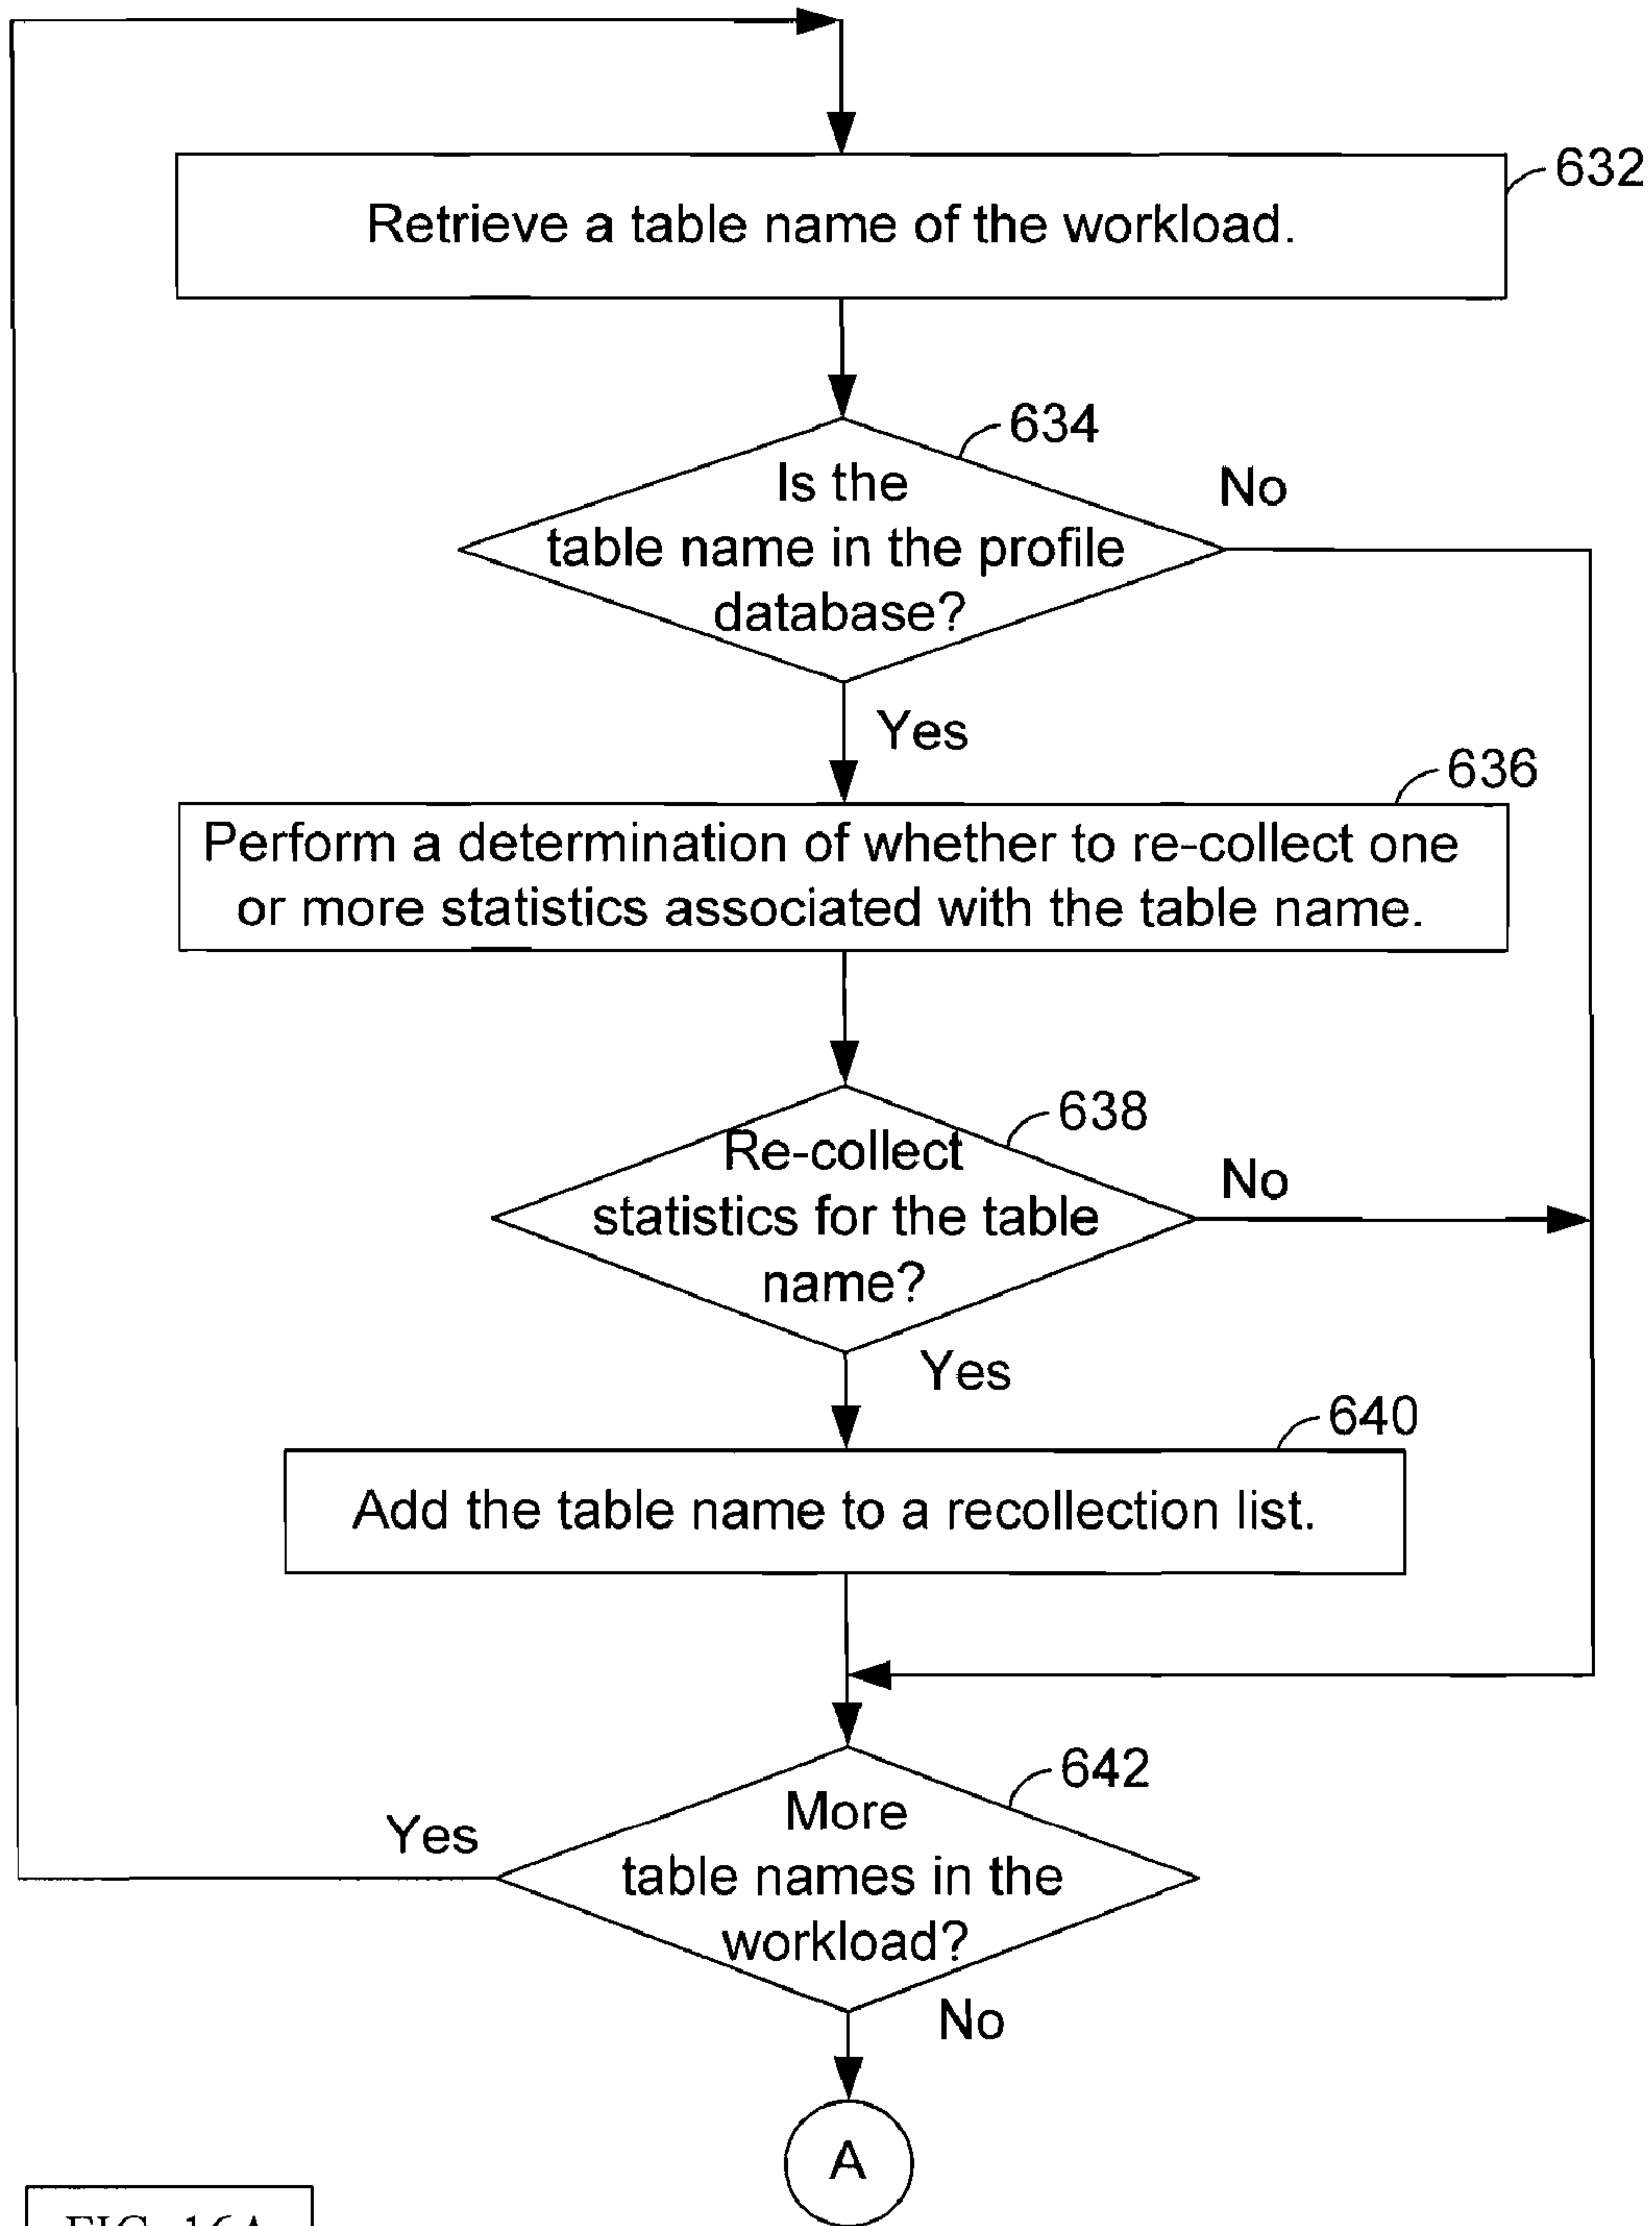 632
Retrieve a table name of the workload.
634
Is the
table name in the profile
database?
No
Yes
636
Perform a determination of whether to re-collect one
or more statistics associated with the table name.
638
Re-collect
statistics for the table
name?
No
Yes
640
Add the table name to a recollection list.
642
More
table names in the
workload?
Yes
No
A
FIG. 16A